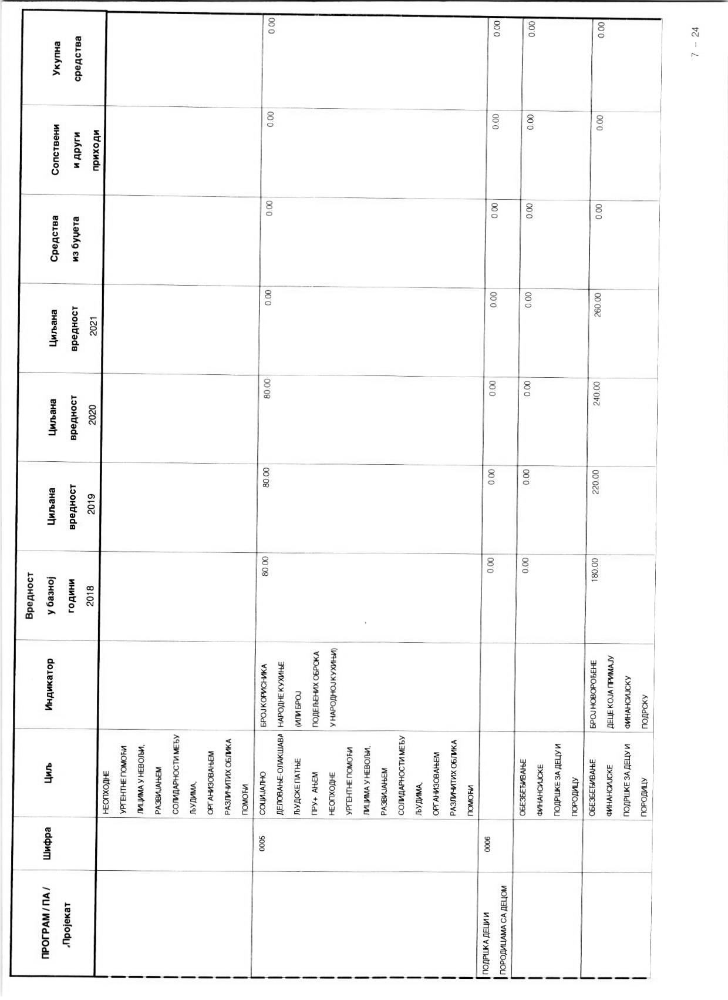 ПРОГРАМ / ПА /
Пројекат
Шифра
Циљ
Индикатор
Вредност
у базној
години
2018
Циљана
вредност
2019
Циљана
вредност
2020
Циљана
вредност
2021
Средства
из буџета
Сопствени
и други
приходи
Укупна
средства
НЕОПХОДНЕ
УРГЕНТНЕ ПОМОЋИ
ЛИЦИМА У НЕВОЉИ,
РАЗВИЈАЊЕМ
СОЛИДАРНОСТИ МЕЂУ
ЉУДИМА,
ОРГАНИЗОВАЊЕМ
РАЗЛИЧИТИХ ОБЛИКА
ПОМОЋИ
0005
СОЦИЈАЛНО
ДЕЛОВАЊЕ-ОЛАКШАВА
ЉУДСКЕ ПАТЊЕ
ПРУ+ АЊЕМ
НЕОПХОДНЕ
УРГЕНТНЕ ПОМОЋИ
ЛИЦИМА У НЕВОЉИ,
РАЗВИЈАЊЕМ
СОЛИДАРНОСТИ МЕЂУ
ЉУДИМА,
ОРГАНИЗОВАЊЕМ
РАЗЛИЧИТИХ ОБЛИКА
ПОМОЋИ
БРОЈ КОРИСНИКА
НАРОДНЕ КУХИЊЕ
(ИЛИ БРОЈ
ПОДЕЉЕНИХ ОБРОКА
У НАРОДНОЈ КУХИЊИ)
80.00
80.00
80.00
0.00
0.00
0.00
0.00
ПОДРШКА ДЕЦИ И
ПОРОДИЦАМА СА ДЕЦОМ
0006
0.00
0.00
0.00
0.00
0.00
0.00
0.00
ОБЕЗБЕЂИВАЊЕ
ФИНАНСИЈСКЕ
ПОДРШКЕ ЗА ДЕЦУ И
ПОРОДИЦУ
0.00
0.00
0.00
0.00
0.00
0.00
0.00
ОБЕЗБЕЂИВАЊЕ
ФИНАНСИЈСКЕ
ПОДРШКЕ ЗА ДЕЦУ И
ПОРОДИЦУ
БРОЈ НОВОРОЂЕНЕ
ДЕЦЕ КОЈА ПРИМАЈУ
ФИНАНСИЈСКУ
ПОДРСКУ
180.00
220.00
240.00
260.00
0.00
0.00
0.00
7 - 24